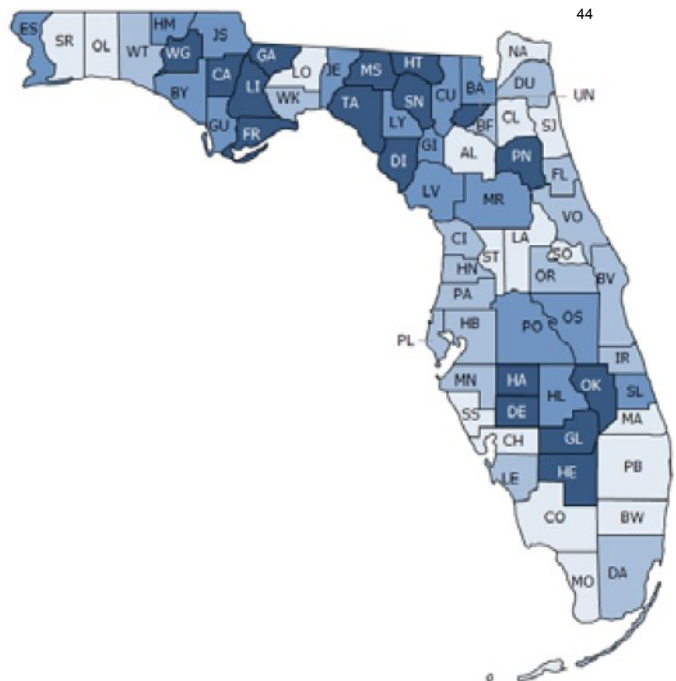 44
ES
SR
OL
WT
HM
WG
JS
BY
CA
GU
LI
GA
FR
LO
WK
JE
MS
TA
HT
SN
LY
DI
CU
GI
BA
BF
UN
NA
DU
CL
SJ
AL
PN
FL
LV
MR
VO
CI
ST
LA
SO
HN
OR
BV
PA
HB
PL
PO
OS
IR
MN
HA
HL
OK
SL
SS
DE
MA
CH
GL
LE
HE
PB
CO
BW
MO
DA